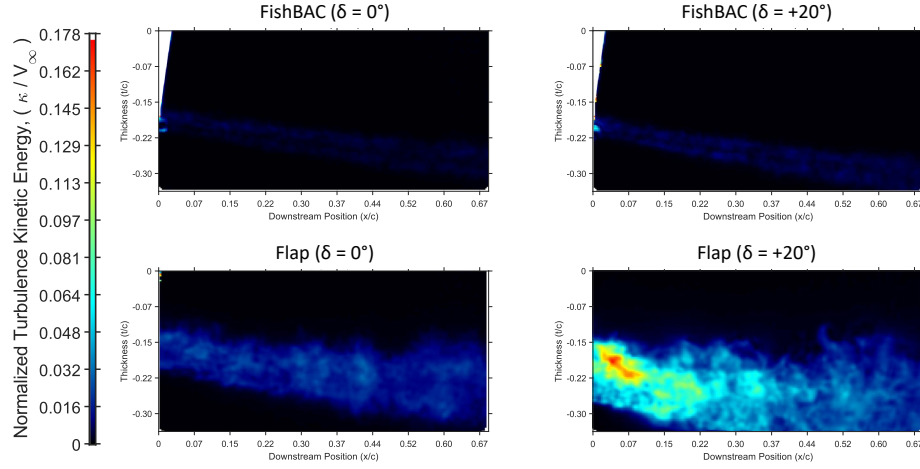 Normalized Turbulence Kinetic Energy, ( κ / V∞ )
0.178
0.162
0.145
0.129
0.113
0.097
0.081
0.064
0.048
0.032
0.016
0
FishBAC (δ = 0°)
Thickness (t/c)
0
-0.07
-0.15
-0.22
-0.30
0 0.07 0.15 0.22 0.30 0.37 0.44 0.52 0.60 0.67
Downstream Position (x/c)
FishBAC (δ = +20°)
Thickness (t/c)
0
-0.07
-0.15
-0.22
-0.30
0 0.07 0.15 0.22 0.30 0.37 0.44 0.52 0.60 0.67
Downstream Position (x/c)
Flap (δ = 0°)
Thickness (t/c)
0
-0.07
-0.15
-0.22
-0.30
0 0.07 0.15 0.22 0.30 0.37 0.44 0.52 0.60 0.67
Downstream Position (x/c)
Flap (δ = +20°)
Thickness (t/c)
0
-0.07
-0.15
-0.22
-0.30
0 0.07 0.15 0.22 0.30 0.37 0.44 0.52 0.60 0.67
Downstream Position (x/c)